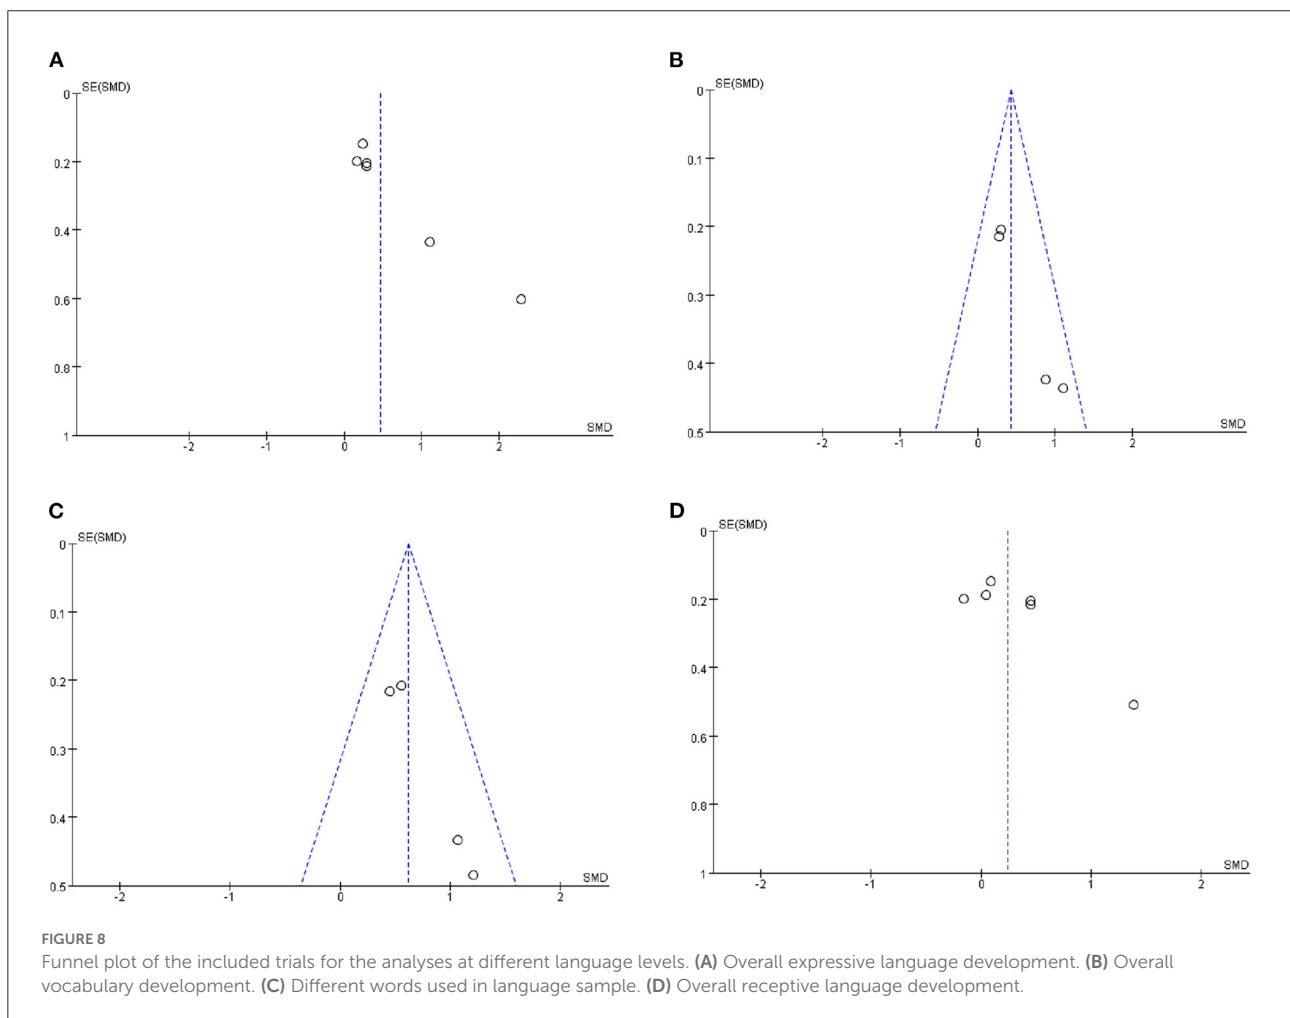 A
SE(SMD)
0
0.2
0.4
0.6
0.8
1
-2
-1
0
1
2
SMD
B
SE(SMD)
0
0.1
0.2
0.3
0.4
0.5
-2
-1
0
1
2
SMD
C
SE(SMD)
0
0.1
0.2
0.3
0.4
0.5
-2
-1
0
1
2
SMD
D
SE(SMD)
0
0.2
0.4
0.6
0.8
1
-2
-1
0
1
2
SMD
FIGURE 8
Funnel plot of the included trials for the analyses at different language levels. (A) Overall expressive language development. (B) Overall
vocabulary development. (C) Different words used in language sample. (D) Overall receptive language development.